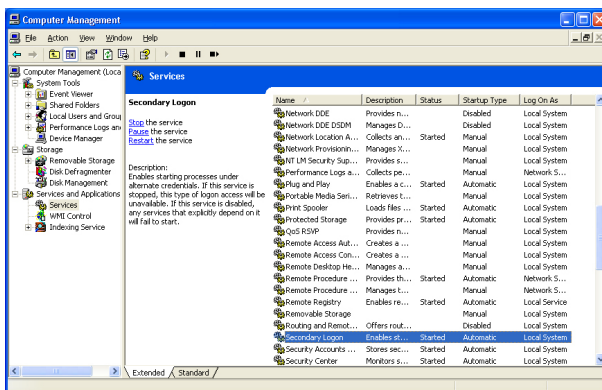 Computer Management
File Action View Window Help
Computer Management (Loca
System Tools
Event Viewer
Shared Folders
Local Users and Grou
Performance Logs an
Device Manager
Storage
Removable Storage
Disk Defragmenter
Disk Management
Services and Applications
Services
WMI Control
Indexing Service
Services
Secondary Logon
Stop the service
Pause the service
Restart the service
Description:
Enables starting processes under
alternate credentials. If this service is
stopped, this type of logon access will be
unavailable. If this service is disabled,
any services that explicitly depend on it
will fail to start.
Name Description Status Startup Type Log On As
Network DDE Provides n... Disabled Local System
Network DDE DSDM Manages D... Disabled Local System
Network Location A... Collects an... Started Manual Local System
Network Provisionin... Manages X... Manual Local System
NT LM Security Sup... Provides s... Manual Local System
Performance Logs a... Collects pe... Manual Network S...
Plug and Play Enables a c... Started Automatic Local System
Portable Media Seri... Retrieves t... Manual Local System
Print Spooler Loads files ... Started Automatic Local System
Protected Storage Provides pr... Started Automatic Local System
QoS RSVP Provides n... Manual Local System
Remote Access Aut... Creates a ... Manual Local System
Remote Access Con... Creates a ... Manual Local System
Remote Desktop He... Manages a... Manual Local System
Remote Procedure ... Provides th... Started Automatic Network S...
Remote Procedure ... Manages t... Manual Network S...
Remote Registry Enables re... Started Automatic Local Service
Removable Storage Manual Local System
Routing and Remot... Offers rout... Disabled Local System
Secondary Logon Enables st... Started Automatic Local System
Security Accounts ... Stores sec... Started Automatic Local System
Security Center Monitors s... Started Automatic Local System
Extended Standard